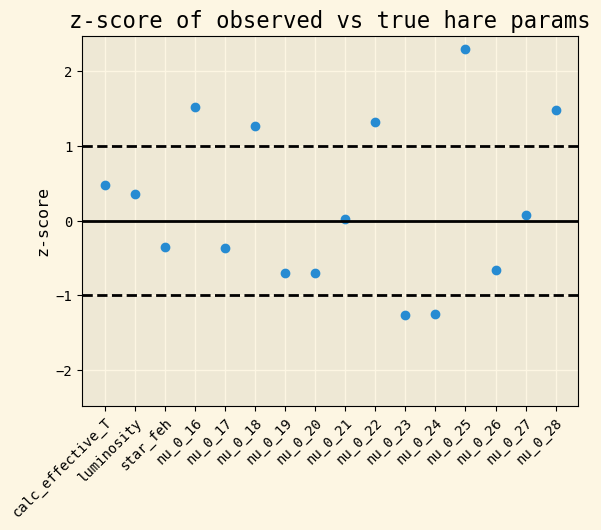 z-score of observed vs true hare params
z-score
2
1
0
−1
−2
calc_effective_T
luminosity
star_feh
nu_0_16
nu_0_17
nu_0_18
nu_0_19
nu_0_20
nu_0_21
nu_0_22
nu_0_23
nu_0_24
nu_0_25
nu_0_26
nu_0_27
nu_0_28